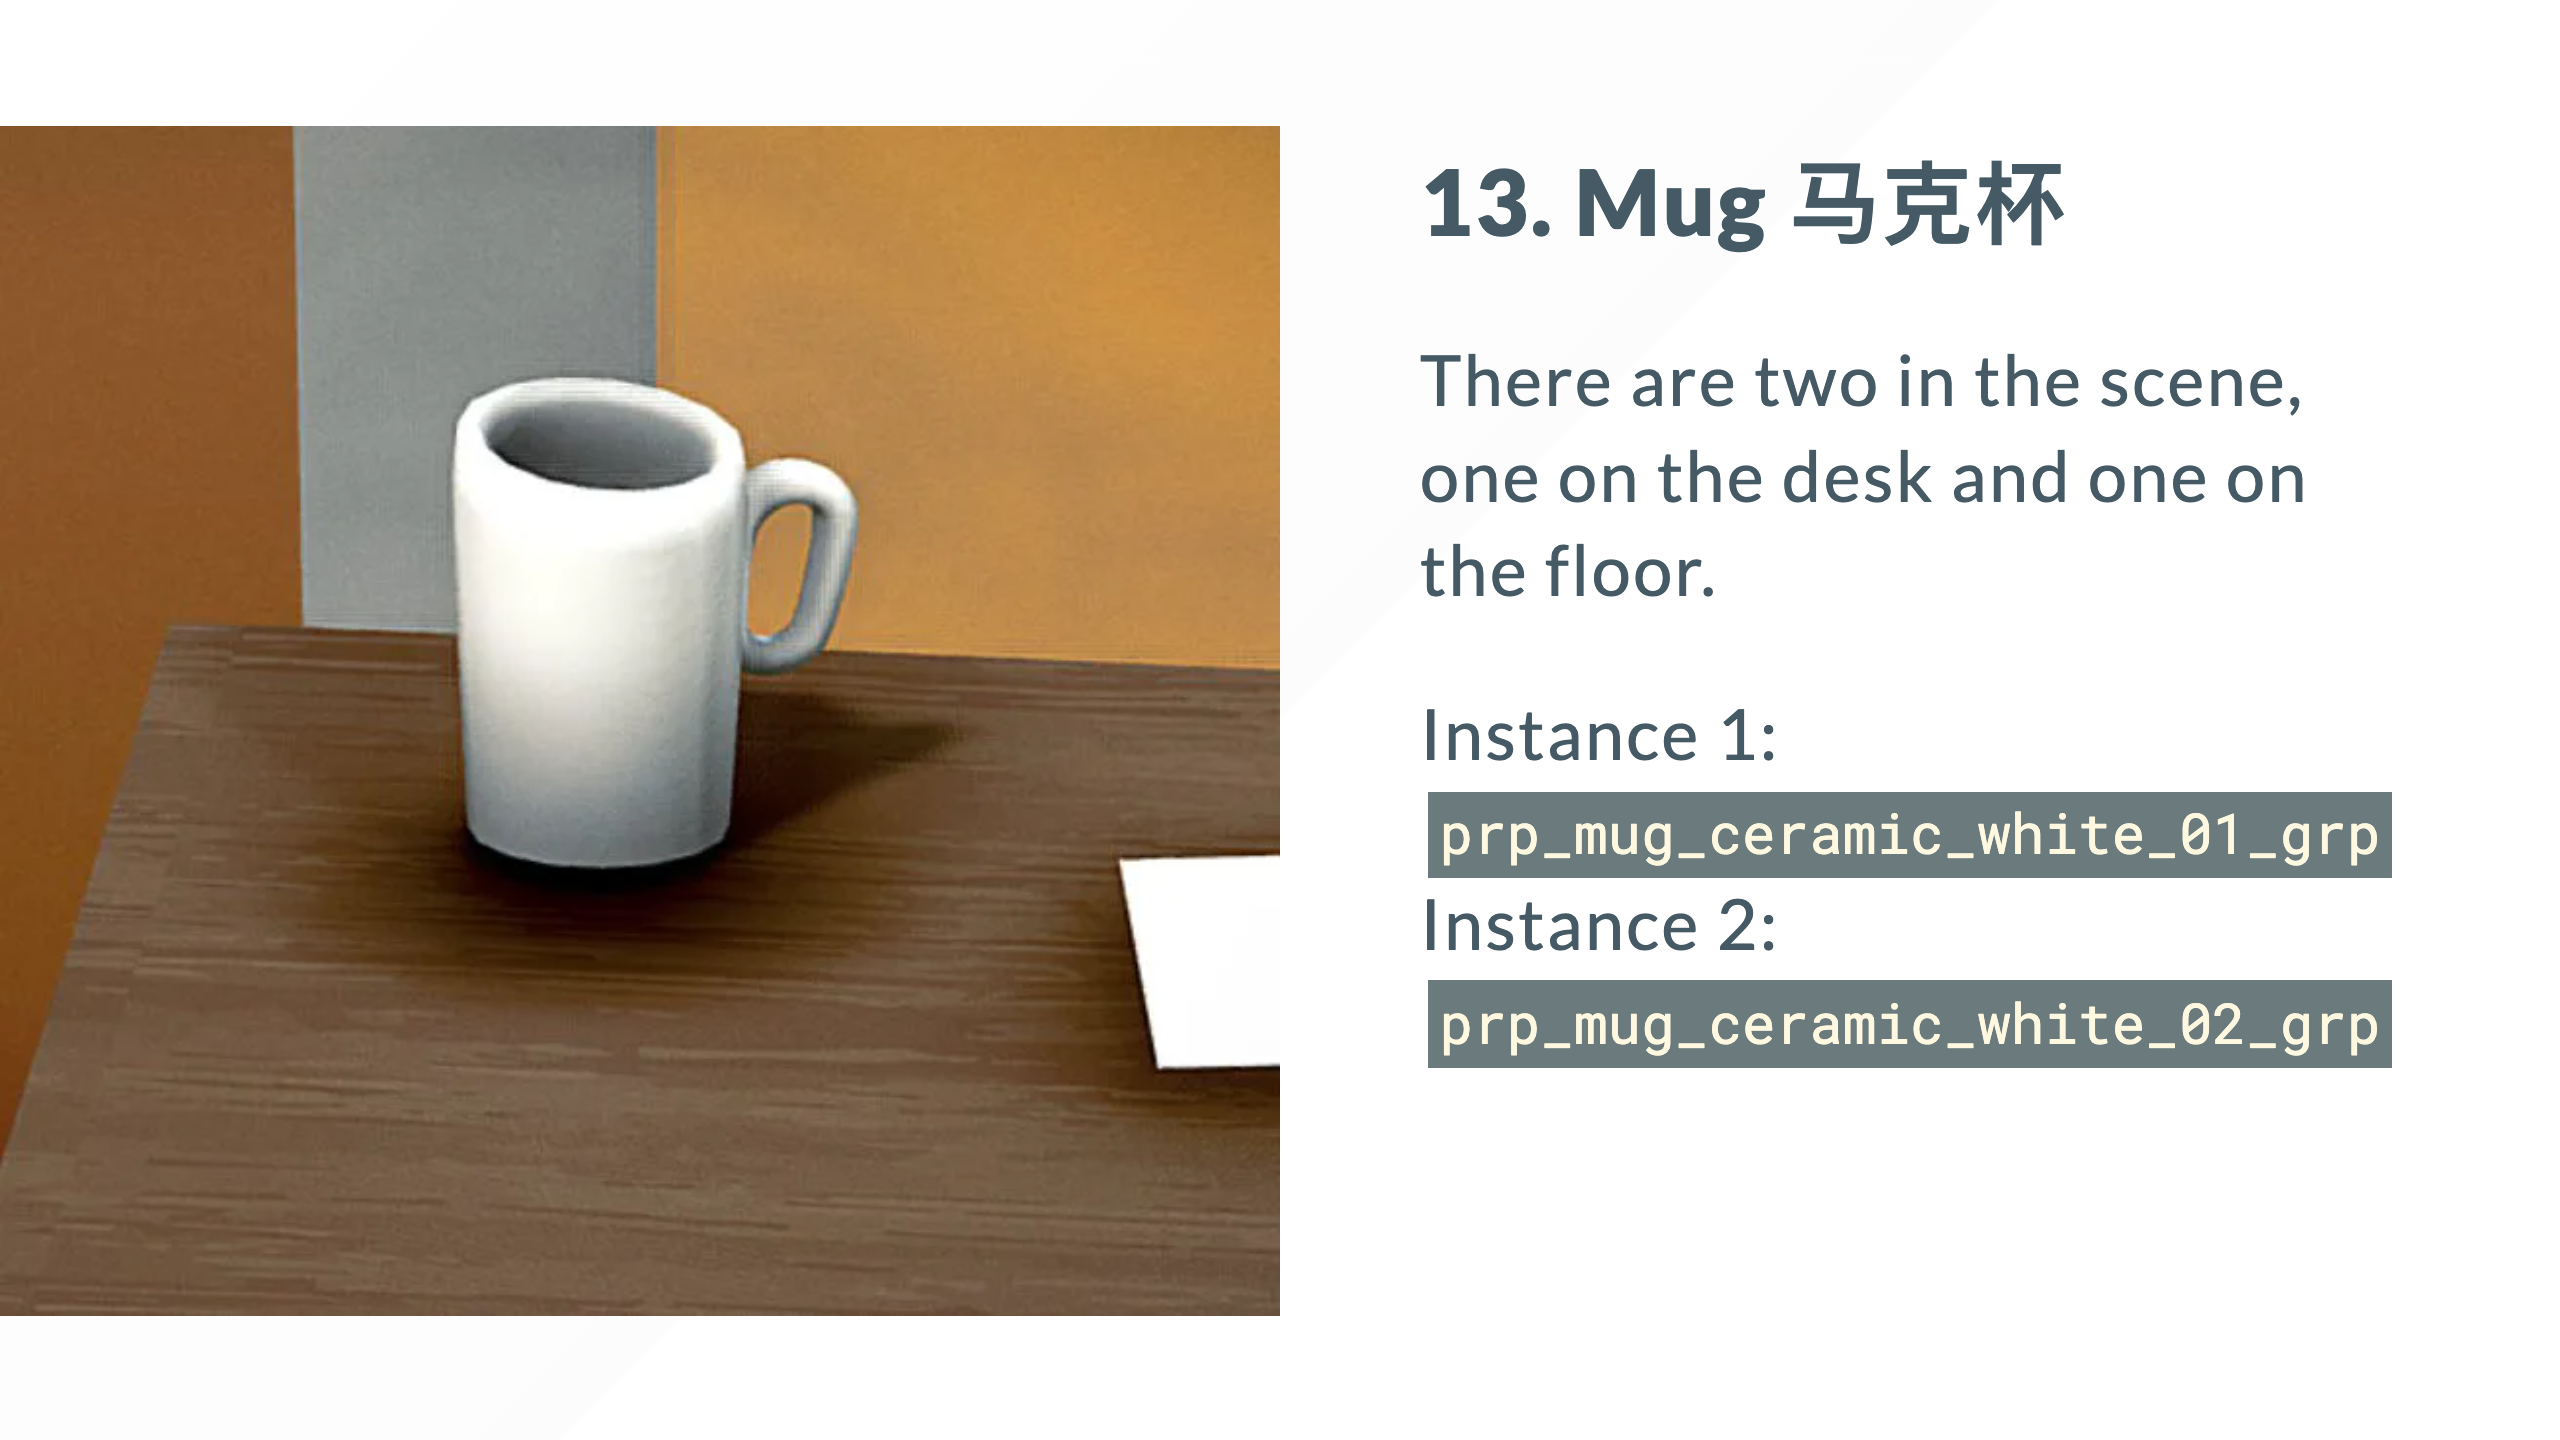 13. Mug 马克杯
There are two in the scene,
one on the desk and one on
the floor.
Instance 1:
prp_mug_ceramic_white_01_grp
Instance 2:
prp_mug_ceramic_white_02_grp